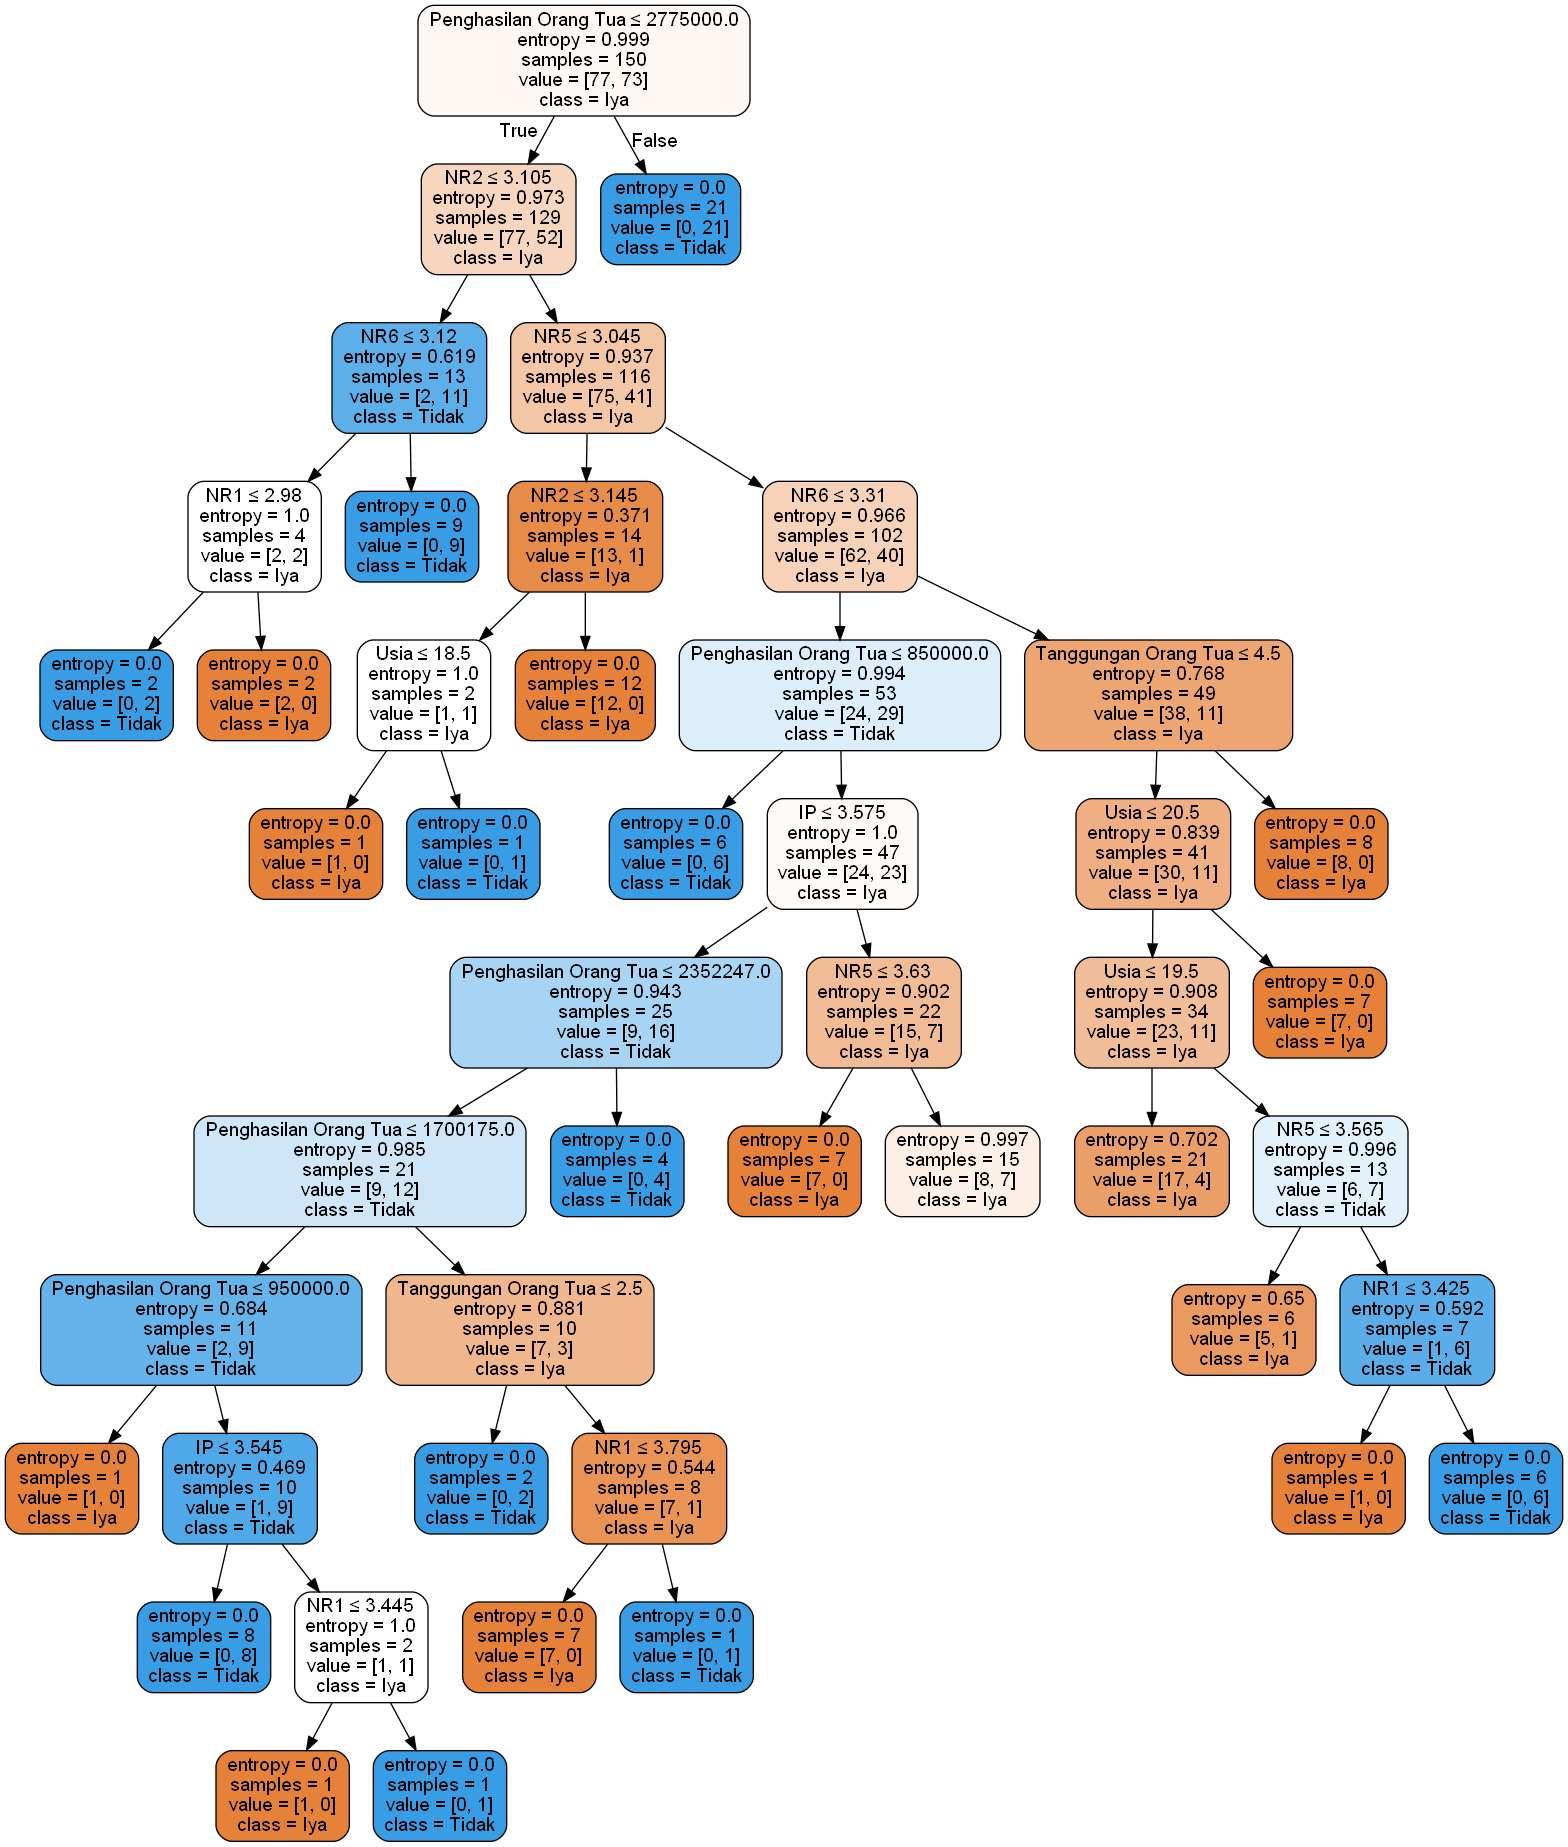 Penghasilan Orang Tua ≤ 2775000.0
entropy = 0.999
samples = 150
value = [77, 73]
class = Iya
True
False
NR2 ≤ 3.105
entropy = 0.973
samples = 129
value = [77, 52]
class = Iya
entropy = 0.0
samples = 21
value = [0, 21]
class = Tidak
NR6 ≤ 3.12
entropy = 0.619
samples = 13
value = [2, 11]
class = Tidak
NR5 ≤ 3.045
entropy = 0.937
samples = 116
value = [75, 41]
class = Iya
NR1 ≤ 2.98
entropy = 1.0
samples = 4
value = [2, 2]
class = Iya
entropy = 0.0
samples = 9
value = [0, 9]
class = Tidak
NR2 ≤ 3.145
entropy = 0.371
samples = 14
value = [13, 1]
class = Iya
NR6 ≤ 3.31
entropy = 0.966
samples = 102
value = [62, 40]
class = Iya
entropy = 0.0
samples = 2
value = [0, 2]
class = Tidak
entropy = 0.0
samples = 2
value = [2, 0]
class = Iya
Usia ≤ 18.5
entropy = 1.0
samples = 2
value = [1, 1]
class = Iya
entropy = 0.0
samples = 12
value = [12, 0]
class = Iya
Penghasilan Orang Tua ≤ 850000.0
entropy = 0.994
samples = 53
value = [24, 29]
class = Tidak
Tanggungan Orang Tua ≤ 4.5
entropy = 0.768
samples = 49
value = [38, 11]
class = Iya
entropy = 0.0
samples = 1
value = [1, 0]
class = Iya
entropy = 0.0
samples = 1
value = [0, 1]
class = Tidak
entropy = 0.0
samples = 6
value = [0, 6]
class = Tidak
IP ≤ 3.575
entropy = 1.0
samples = 47
value = [24, 23]
class = Iya
Usia ≤ 20.5
entropy = 0.839
samples = 41
value = [30, 11]
class = Iya
entropy = 0.0
samples = 8
value = [8, 0]
class = Iya
Penghasilan Orang Tua ≤ 2352247.0
entropy = 0.943
samples = 25
value = [9, 16]
class = Tidak
NR5 ≤ 3.63
entropy = 0.902
samples = 22
value = [15, 7]
class = Iya
Usia ≤ 19.5
entropy = 0.908
samples = 34
value = [23, 11]
class = Iya
entropy = 0.0
samples = 7
value = [7, 0]
class = Iya
Penghasilan Orang Tua ≤ 1700175.0
entropy = 0.985
samples = 21
value = [9, 12]
class = Tidak
entropy = 0.0
samples = 4
value = [0, 4]
class = Tidak
entropy = 0.0
samples = 7
value = [7, 0]
class = Iya
entropy = 0.997
samples = 15
value = [8, 7]
class = Iya
entropy = 0.702
samples = 21
value = [17, 4]
class = Iya
NR5 ≤ 3.565
entropy = 0.996
samples = 13
value = [6, 7]
class = Tidak
Penghasilan Orang Tua ≤ 950000.0
entropy = 0.684
samples = 11
value = [2, 9]
class = Tidak
Tanggungan Orang Tua ≤ 2.5
entropy = 0.881
samples = 10
value = [7, 3]
class = Iya
entropy = 0.65
samples = 6
value = [5, 1]
class = Iya
NR1 ≤ 3.425
entropy = 0.592
samples = 7
value = [1, 6]
class = Tidak
entropy = 0.0
samples = 1
value = [1, 0]
class = Iya
IP ≤ 3.545
entropy = 0.469
samples = 10
value = [1, 9]
class = Tidak
entropy = 0.0
samples = 2
value = [0, 2]
class = Tidak
NR1 ≤ 3.795
entropy = 0.544
samples = 8
value = [7, 1]
class = Iya
entropy = 0.0
samples = 1
value = [1, 0]
class = Iya
entropy = 0.0
samples = 6
value = [0, 6]
class = Tidak
entropy = 0.0
samples = 8
value = [0, 8]
class = Tidak
NR1 ≤ 3.445
entropy = 1.0
samples = 2
value = [1, 1]
class = Iya
entropy = 0.0
samples = 7
value = [7, 0]
class = Iya
entropy = 0.0
samples = 1
value = [0, 1]
class = Tidak
entropy = 0.0
samples = 1
value = [1, 0]
class = Iya
entropy = 0.0
samples = 1
value = [0, 1]
class = Tidak